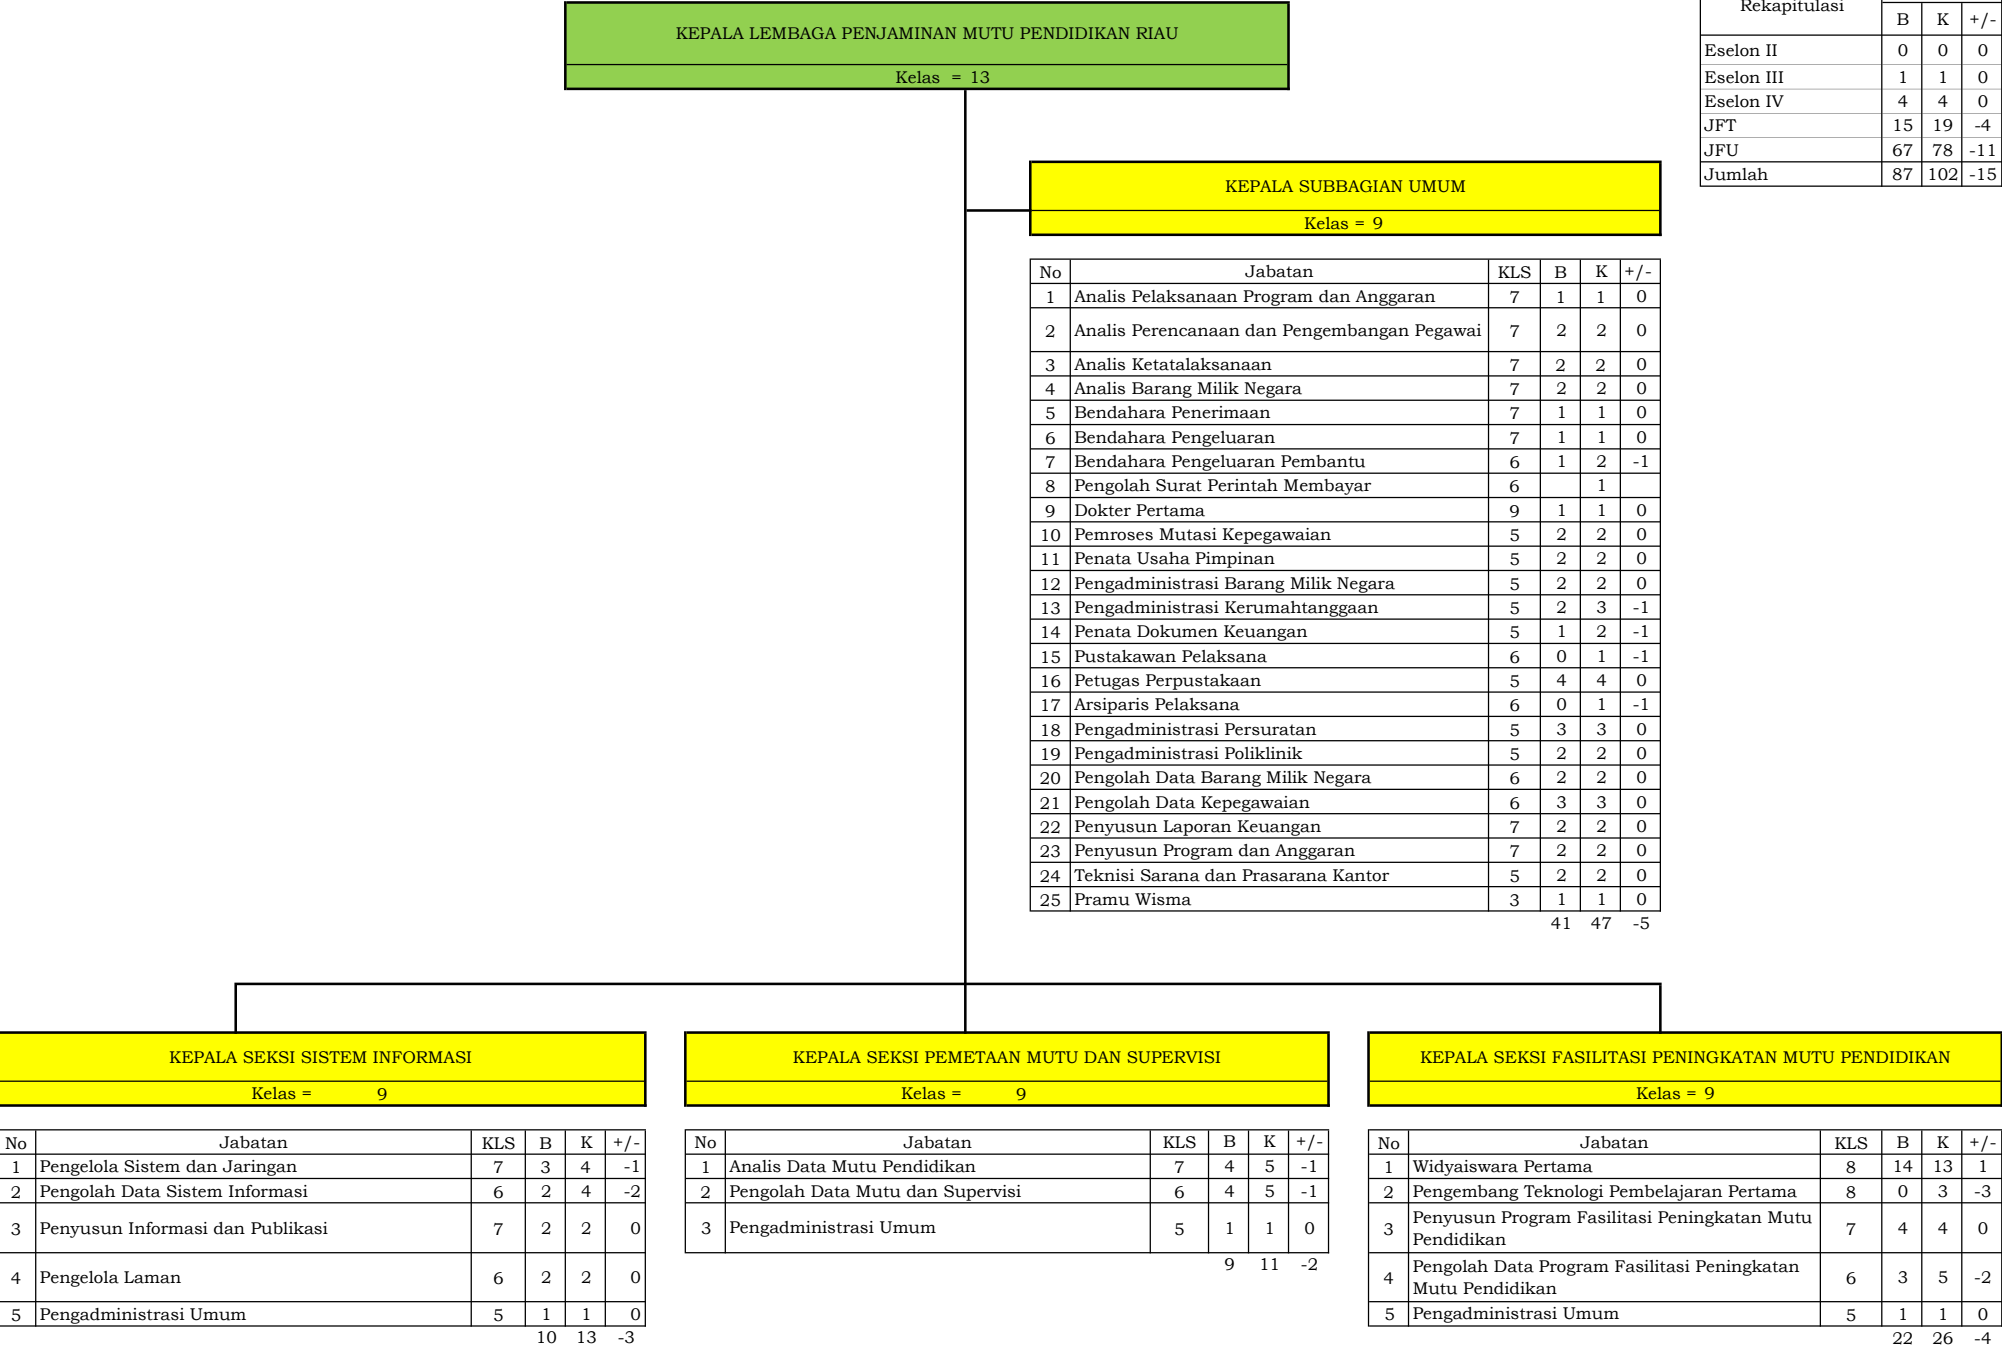 KEPALA LEMBAGA PENJAMINAN MUTU PENDIDIKAN RIAU
Kelas = 13
Rekapitulasi
B K +/-
Eselon II 0 0 0
Eselon III 1 1 0
Eselon IV 4 4 0
JFT 15 19 -4
JFU 67 78 -11
Jumlah 87 102 -15
KEPALA SUBBAGIAN UMUM
Kelas = 9
No Jabatan KLS B K +/-
1 Analis Pelaksanaan Program dan Anggaran 7 1 1 0
2 Analis Perencanaan dan Pengembangan Pegawai 7 2 2 0
3 Analis Ketatalaksanaan 7 2 2 0
4 Analis Barang Milik Negara 7 2 2 0
5 Bendahara Penerimaan 7 1 1 0
6 Bendahara Pengeluaran 7 1 1 0
7 Bendahara Pengeluaran Pembantu 6 1 2 -1
8 Pengolah Surat Perintah Membayar 6 1
9 Dokter Pertama 9 1 1 0
10 Pemroses Mutasi Kepegawaian 5 2 2 0
11 Penata Usaha Pimpinan 5 2 2 0
12 Pengadministrasi Barang Milik Negara 5 2 2 0
13 Pengadministrasi Kerumahtanggaan 5 2 3 -1
14 Penata Dokumen Keuangan 5 1 2 -1
15 Pustakawan Pelaksana 6 0 1 -1
16 Petugas Perpustakaan 5 4 4 0
17 Arsiparis Pelaksana 6 0 1 -1
18 Pengadministrasi Persuratan 5 3 3 0
19 Pengadministrasi Poliklinik 5 2 2 0
20 Pengolah Data Barang Milik Negara 6 2 2 0
21 Pengolah Data Kepegawaian 6 3 3 0
22 Penyusun Laporan Keuangan 7 2 2 0
23 Penyusun Program dan Anggaran 7 2 2 0
24 Teknisi Sarana dan Prasarana Kantor 5 2 2 0
25 Pramu Wisma 3 1 1 0
41 47 -5
KEPALA SEKSI SISTEM INFORMASI
Kelas = 9
No Jabatan KLS B K +/-
1 Pengelola Sistem dan Jaringan 7 3 4 -1
2 Pengolah Data Sistem Informasi 6 2 4 -2
3 Penyusun Informasi dan Publikasi 7 2 2 0
4 Pengelola Laman 6 2 2 0
5 Pengadministrasi Umum 5 1 1 0
10 13 -3
KEPALA SEKSI PEMETAAN MUTU DAN SUPERVISI
Kelas = 9
No Jabatan KLS B K +/-
1 Analis Data Mutu Pendidikan 7 4 5 -1
2 Pengolah Data Mutu dan Supervisi 6 4 5 -1
3 Pengadministrasi Umum 5 1 1 0
9 11 -2
KEPALA SEKSI FASILITASI PENINGKATAN MUTU PENDIDIKAN
Kelas = 9
No Jabatan KLS B K +/-
1 Widyaiswara Pertama 8 14 13 1
2 Pengembang Teknologi Pembelajaran Pertama 8 0 3 -3
3 Penyusun Program Fasilitasi Peningkatan Mutu
Pendidikan 7 4 4 0
4 Pengolah Data Program Fasilitasi Peningkatan
Mutu Pendidikan 6 3 5 -2
5 Pengadministrasi Umum 5 1 1 0
22 26 -4